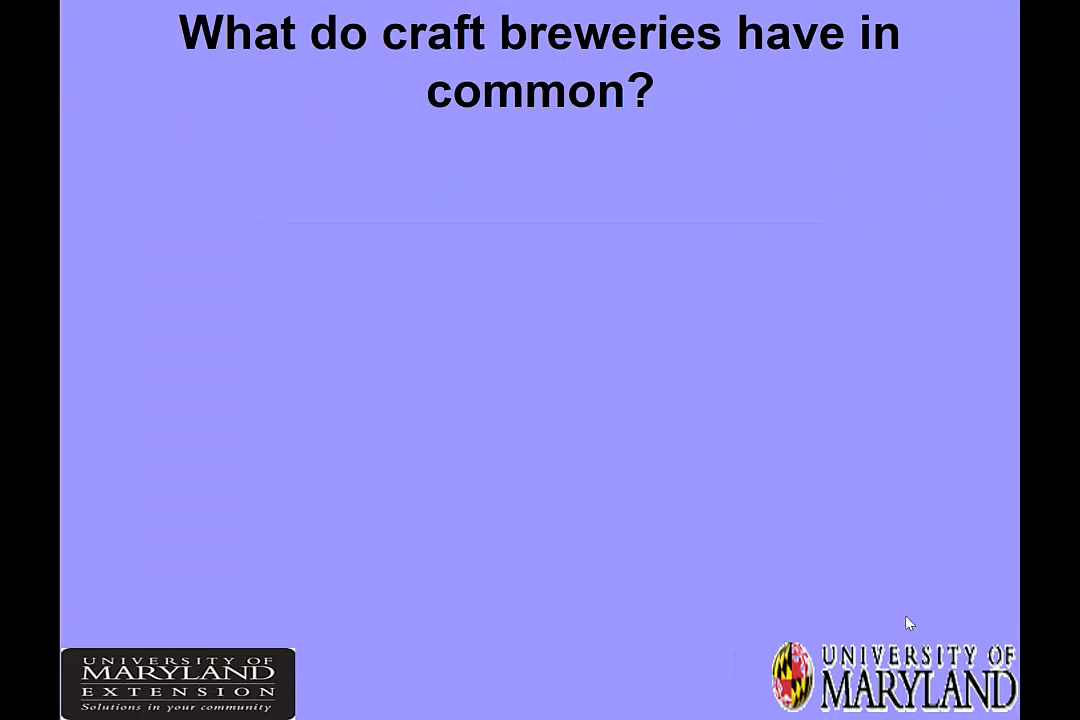 What do craft breweries have in
common?
UNIVERSITY OF
MARYLAND
EXTENSION
Solutions in your community
UNIVERSITY OF
MARYLAND